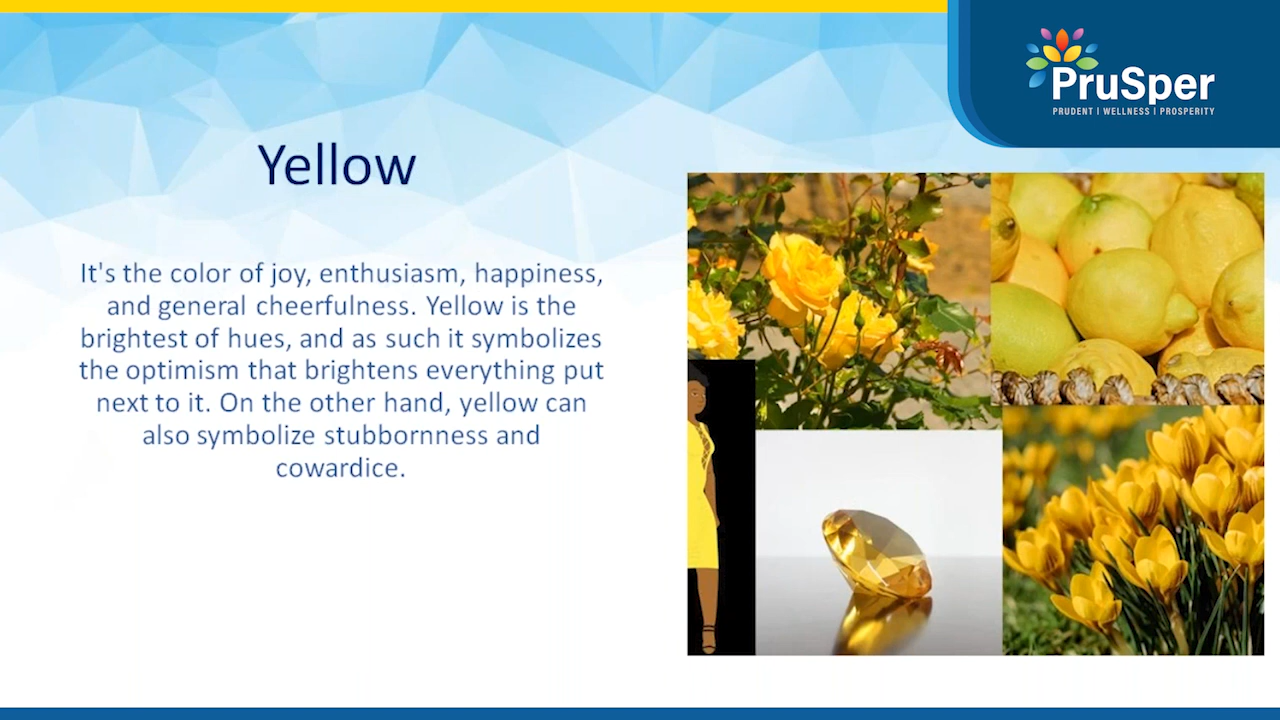 PruSper
PRUDENT | WELLNESS | PROSPERITY
Yellow
It's the color of joy, enthusiasm, happiness,
and general cheerfulness. Yellow is the
brightest of hues, and as such it symbolizes
the optimism that brightens everything put
next to it. On the other hand, yellow can
also symbolize stubbornness and
cowardice.